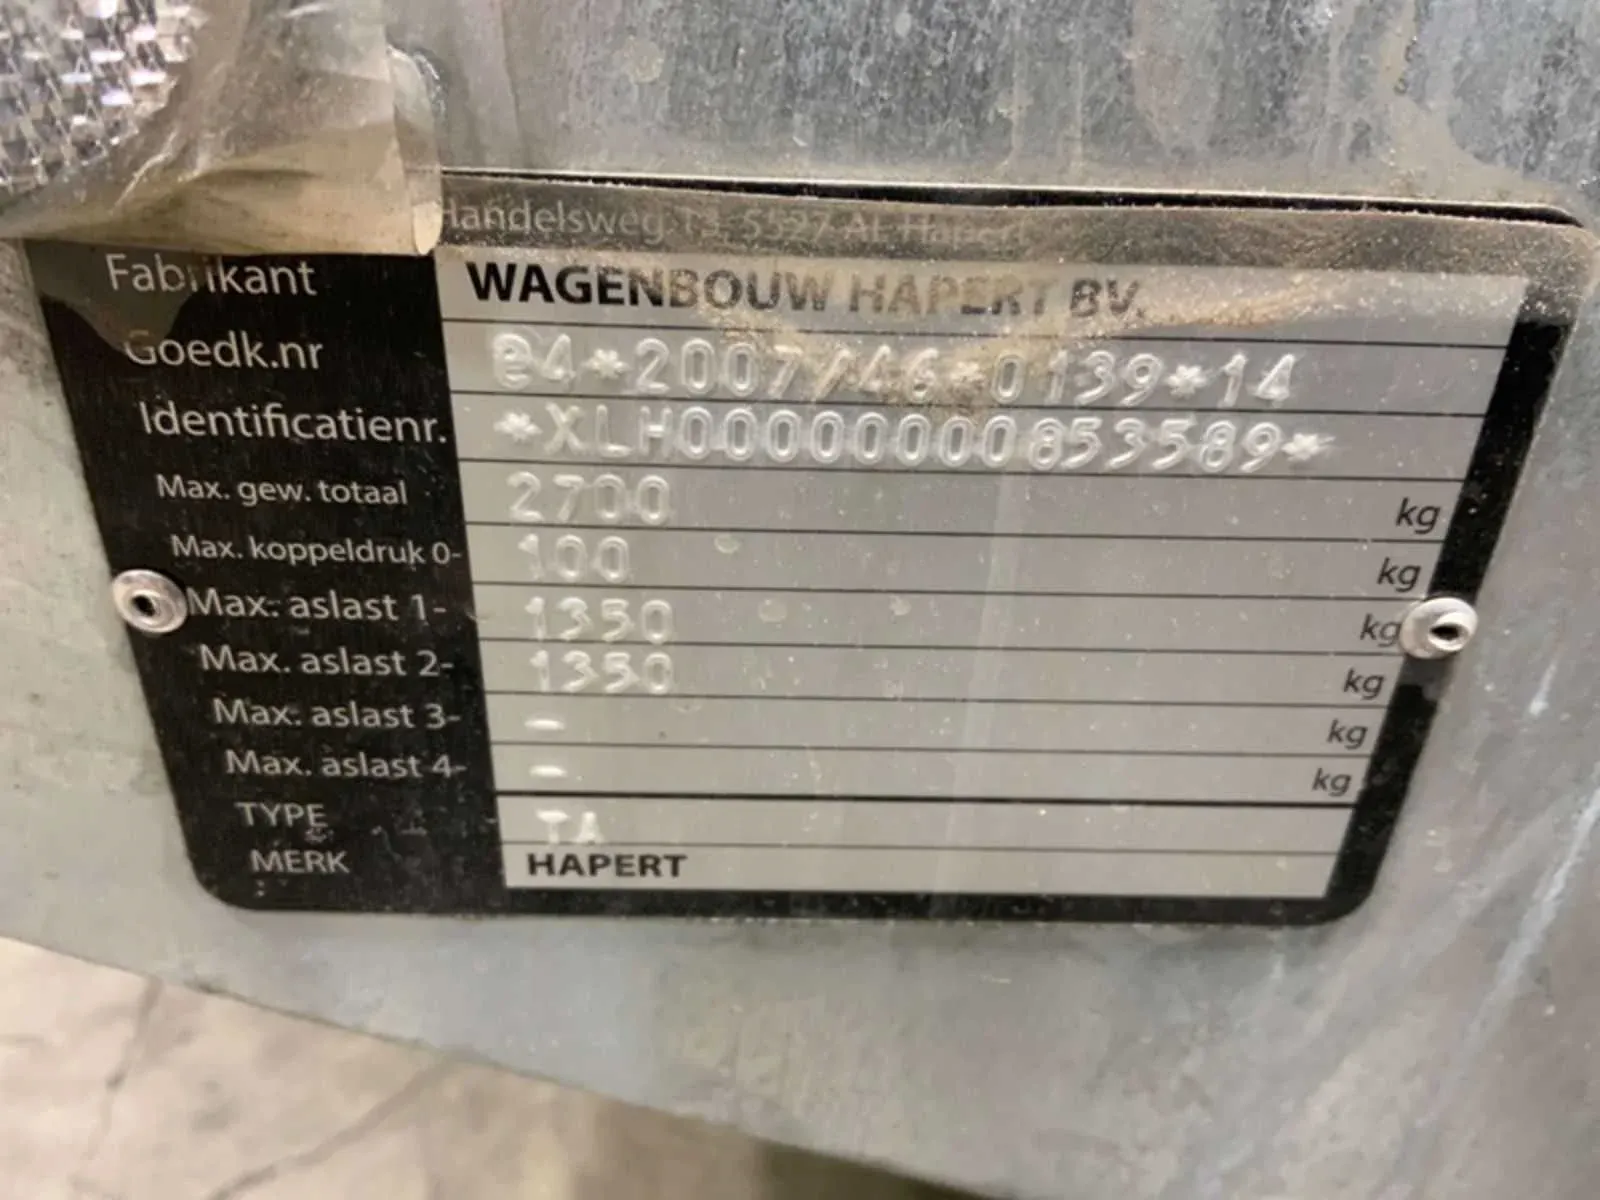 Handelsweg 13, 5527 AL Hapert
Fabrikant WAGENBOUW HAPERT BV.
Goedk.nr e4*2007/46*0139*14
Identificatienr. *XLH00000000853589*
Max. gew. totaal 2700 kg
Max. koppeldruk 0- 100 kg
Max. aslast 1- 1350 kg
Max. aslast 2- 1350 kg
Max. aslast 3- - kg
Max. aslast 4- - kg
TYPE TA
MERK HAPERT